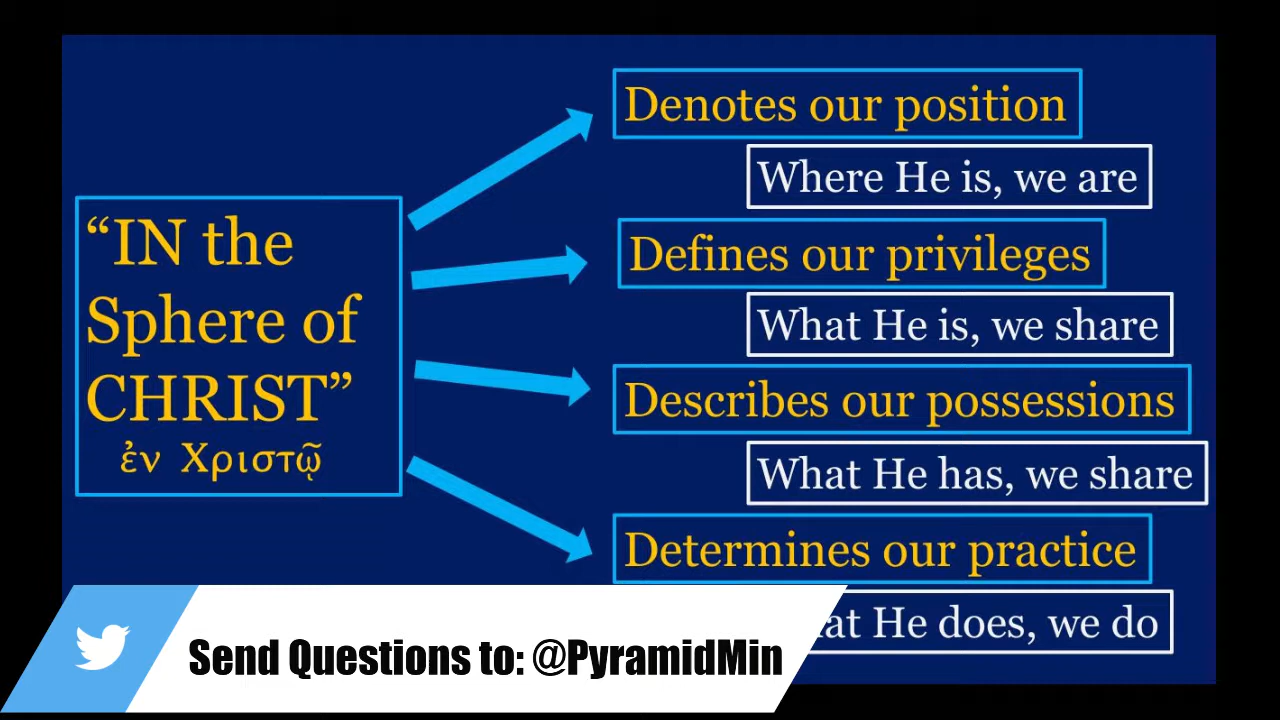 “IN the
Sphere of
CHRIST”
ἐν Χριστῷ
Denotes our position
Where He is, we are
Defines our privileges
What He is, we share
Describes our possessions
What He has, we share
Determines our practice
He does, we do
Send Questions to: @PyramidMin